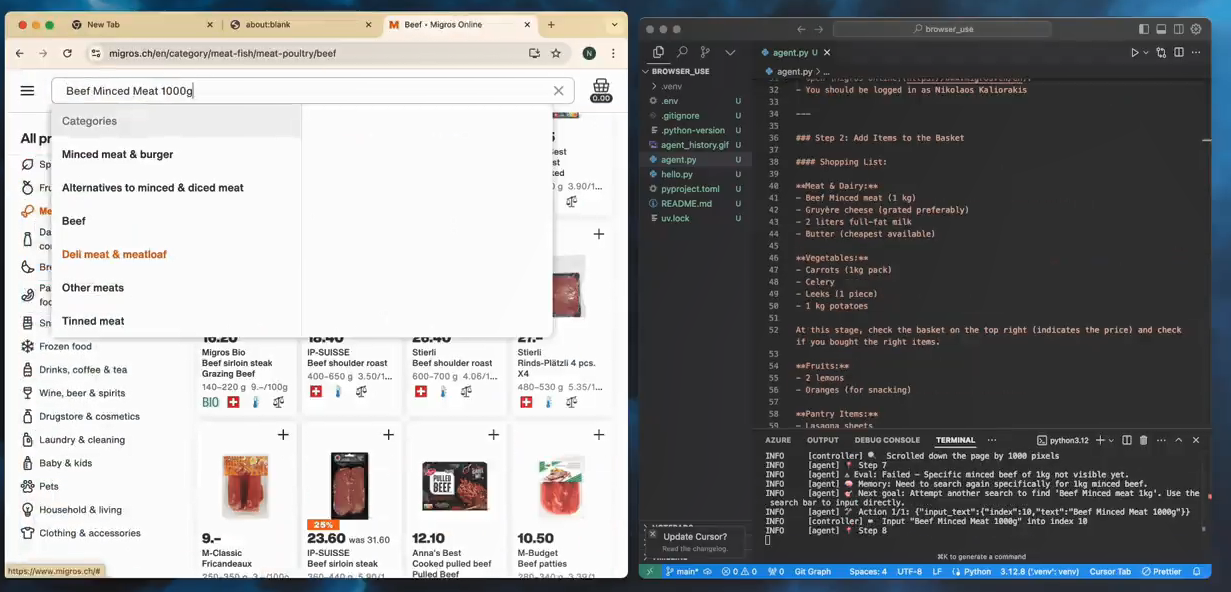 New Tab
about:blank
Beef - Migros Online
migros.ch/en/category/meat-fish/meat-poultry/beef
N
Beef Minced Meat 1000g
0.00
All pr
Categories
Minced meat & burger
Alternatives to minced & diced meat
Beef
Deli meat & meatloaf
Other meats
Tinned meat
Frozen food
Drinks, coffee & tea
Wine, beer & spirits
Drugstore & cosmetics
Laundry & cleaning
Baby & kids
Pets
Household & living
Clothing & accessories
Migros Bio
Beef sirloin steak
Grazing Beef
140–220 g 9.–/100g
BIO
18.40
IP-SUISSE
Beef shoulder roast
400–650 g 3.50/1...
26.40
Stierli
Beef shoulder roast
600–700 g 4.06/1...
27.–
Stierli
Rinds-Plätzli 4 pcs.
X4
480–530 g 5.35/1...
g 3.90/1...
9.–
M-Classic
Fricandeaux
250–350 g 3.–/100g
25%
23.60 was 31.60
IP-SUISSE
Beef sirloin steak
12.10
Anna's Best
Cooked pulled beef
Pulled Beef
10.50
M-Budget
Beef patties
https://www.migros.ch/#
browser_use
BROWSER_USE
.venv
.env U
.gitignore U
.python-version U
agent_history.gif U
agent.py U
hello.py U
pyproject.toml U
README.md U
uv.lock U
agent.py U
agent.py > ...
32 - You should be logged in as Nikolaos Kaliorakis
33
34 ---
35
36 ### Step 2: Add Items to the Basket
37
38 #### Shopping List:
39
40 **Meat & Dairy:**
41 - Beef Minced meat (1 kg)
42 - Gruyère cheese (grated preferably)
43 - 2 liters full-fat milk
44 - Butter (cheapest available)
45
46 **Vegetables:**
47 - Carrots (1kg pack)
48 - Celery
49 - Leeks (1 piece)
50 - 1 kg potatoes
51
52 At this stage, check the basket on the top right (indicates the price) and check
if you bought the right items.
53
54 **Fruits:**
55 - 2 lemons
56 - Oranges (for snacking)
57
58 **Pantry Items:**
59 - Lasagna sheets
AZURE OUTPUT DEBUG CONSOLE TERMINAL python3.12
INFO [controller] Scrolled down the page by 1000 pixels
INFO [agent] Step 7
INFO [agent] Eval: Failed – Specific minced beef of 1kg not visible yet.
INFO [agent] Memory: Need to search again specifically for 1kg minced beef.
INFO [agent] Next goal: Attempt another search to find 'Beef Minced meat 1kg'. Use the
search bar to input directly.
INFO [agent] Action 1/1: {"input_text":{"index":10,"text":"Beef Minced Meat 1000g"}}
INFO [controller] Input "Beef Minced Meat 1000g" into index 10
INFO [agent] Step 8
Update Cursor?
Read the changelog.
⌘K to generate a command
main* 0 0 0 Git Graph Spaces: 4 UTF-8 LF Python 3.12.8 ('.venv': venv) Cursor Tab Prettier